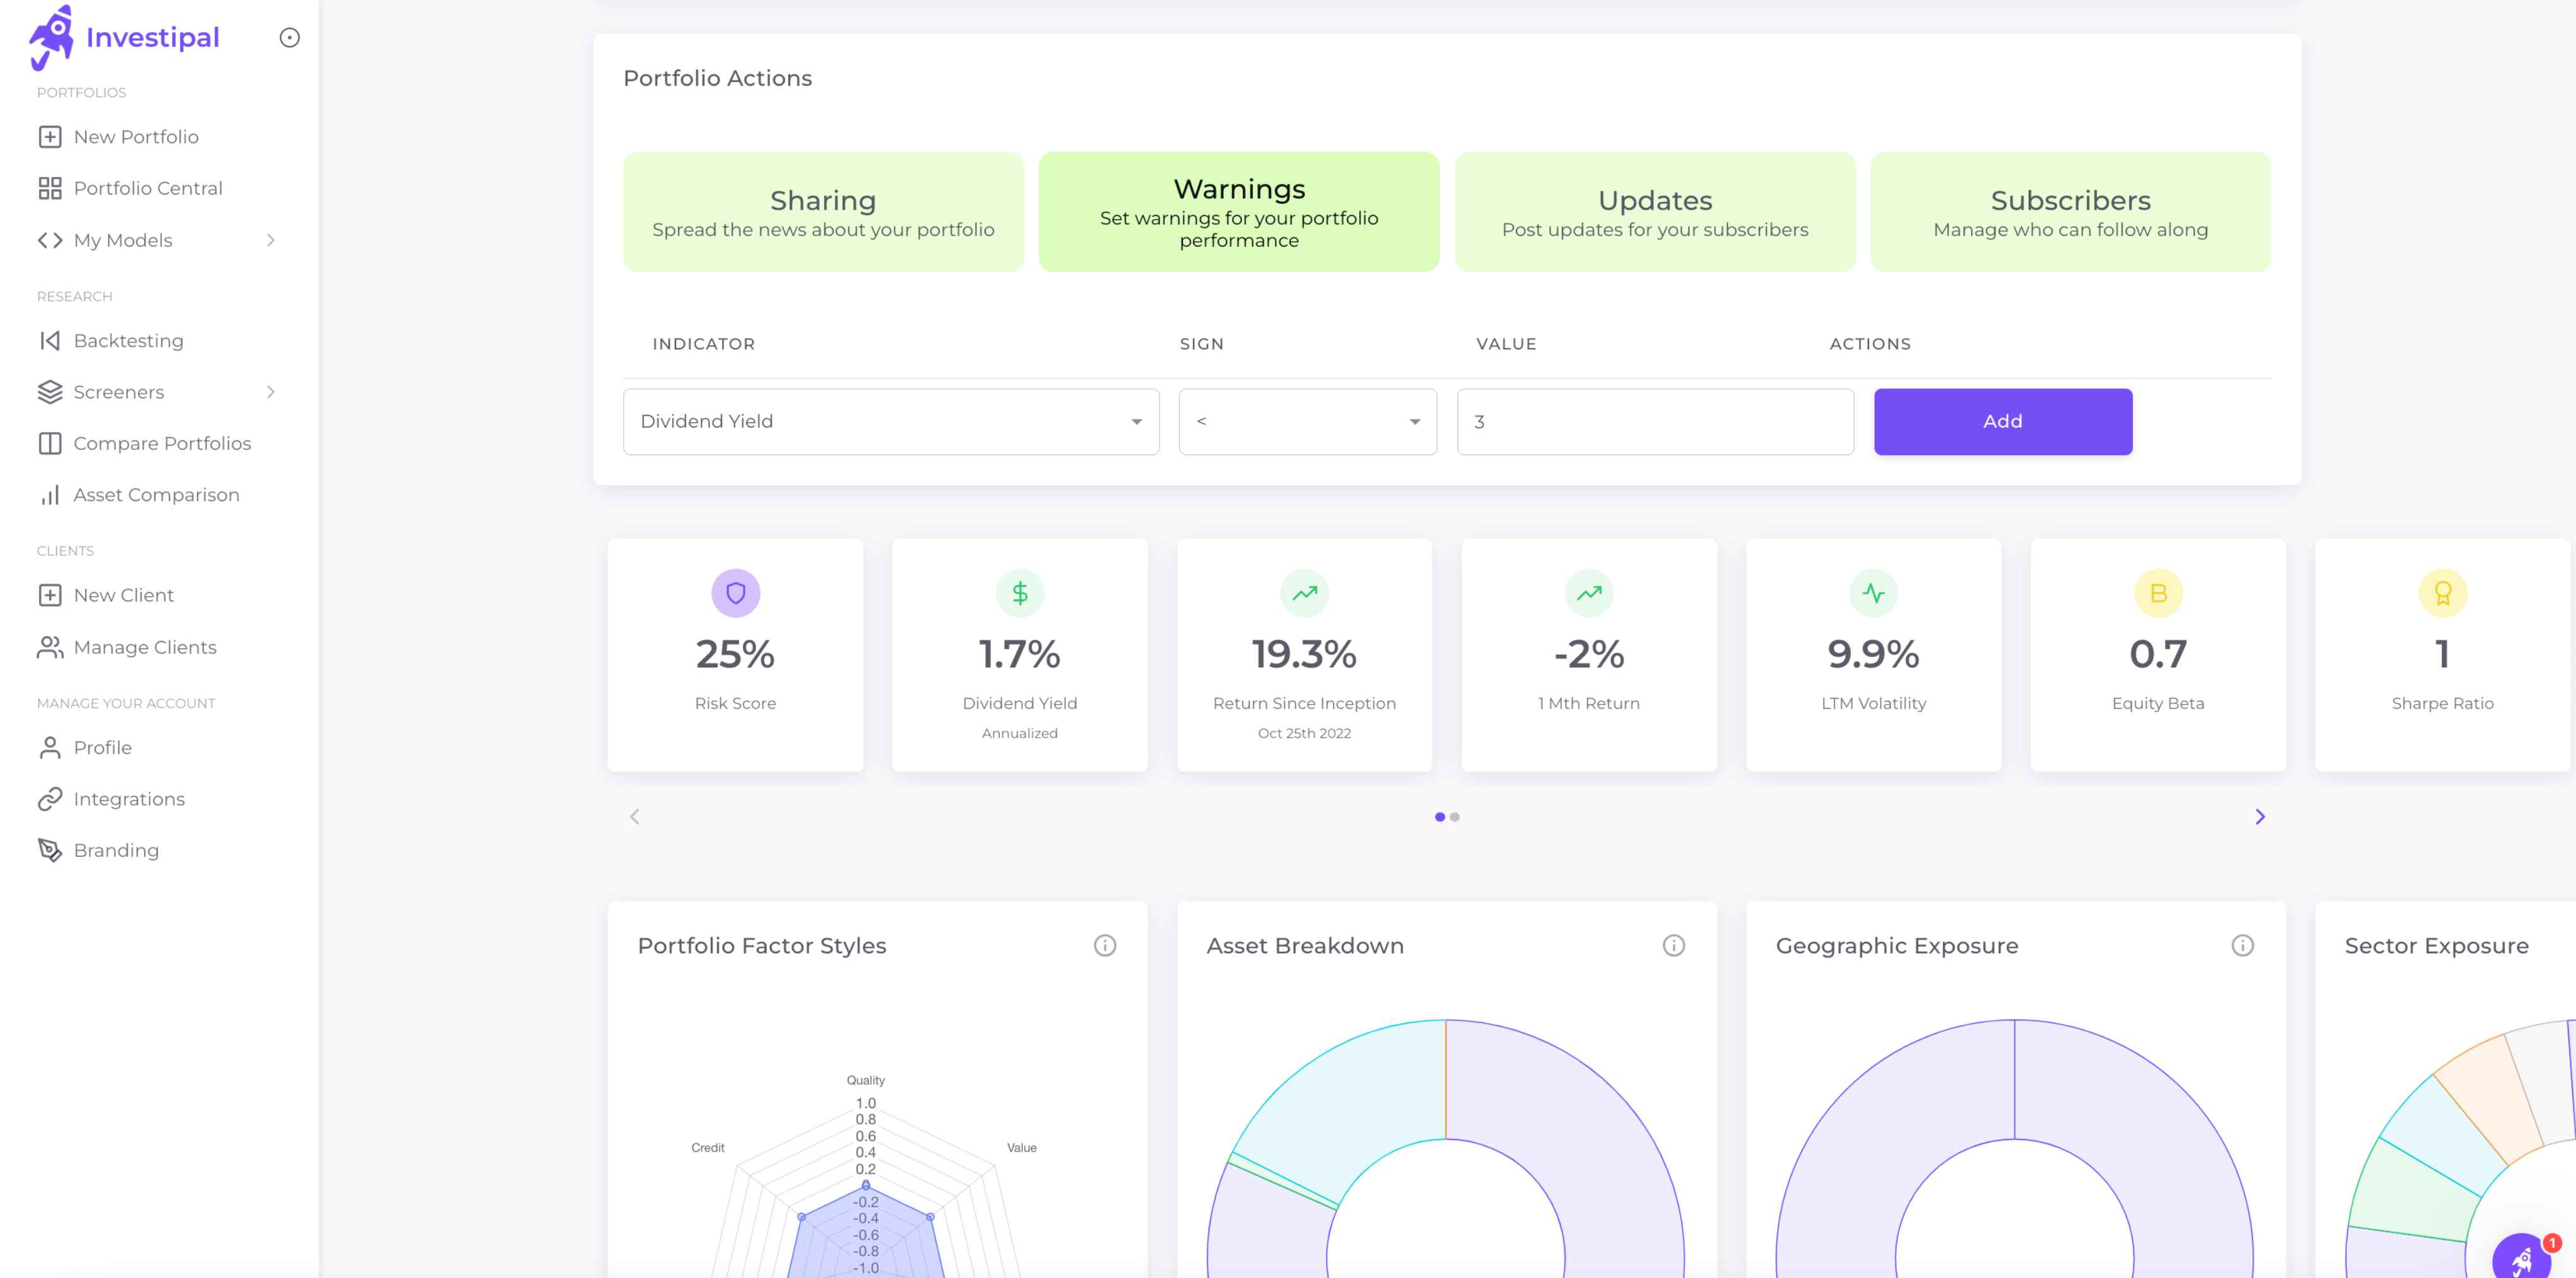 Investipal
PORTFOLIOS
New Portfolio
Portfolio Central
My Models
RESEARCH
Backtesting
Screeners
Compare Portfolios
Asset Comparison
CLIENTS
New Client
Manage Clients
MANAGE YOUR ACCOUNT
Profile
Integrations
Branding
Portfolio Actions
Sharing
Spread the news about your portfolio
Warnings
Set warnings for your portfolio
performance
Updates
Post updates for your subscribers
Subscribers
Manage who can follow along
INDICATOR SIGN VALUE ACTIONS
Dividend Yield < 3 Add
25%
Risk Score
1.7%
Dividend Yield
Annualized
19.3%
Return Since Inception
Oct 25th 2022
-2%
1 Mth Return
9.9%
LTM Volatility
B
0.7
Equity Beta
1
Sharpe Ratio
Portfolio Factor Styles
Quality
1.0
0.8
0.6
0.4
0.2
0
-0.2
-0.4
-0.6
-0.8
-1.0
Credit
Value
Asset Breakdown
Geographic Exposure
Sector Exposure
1